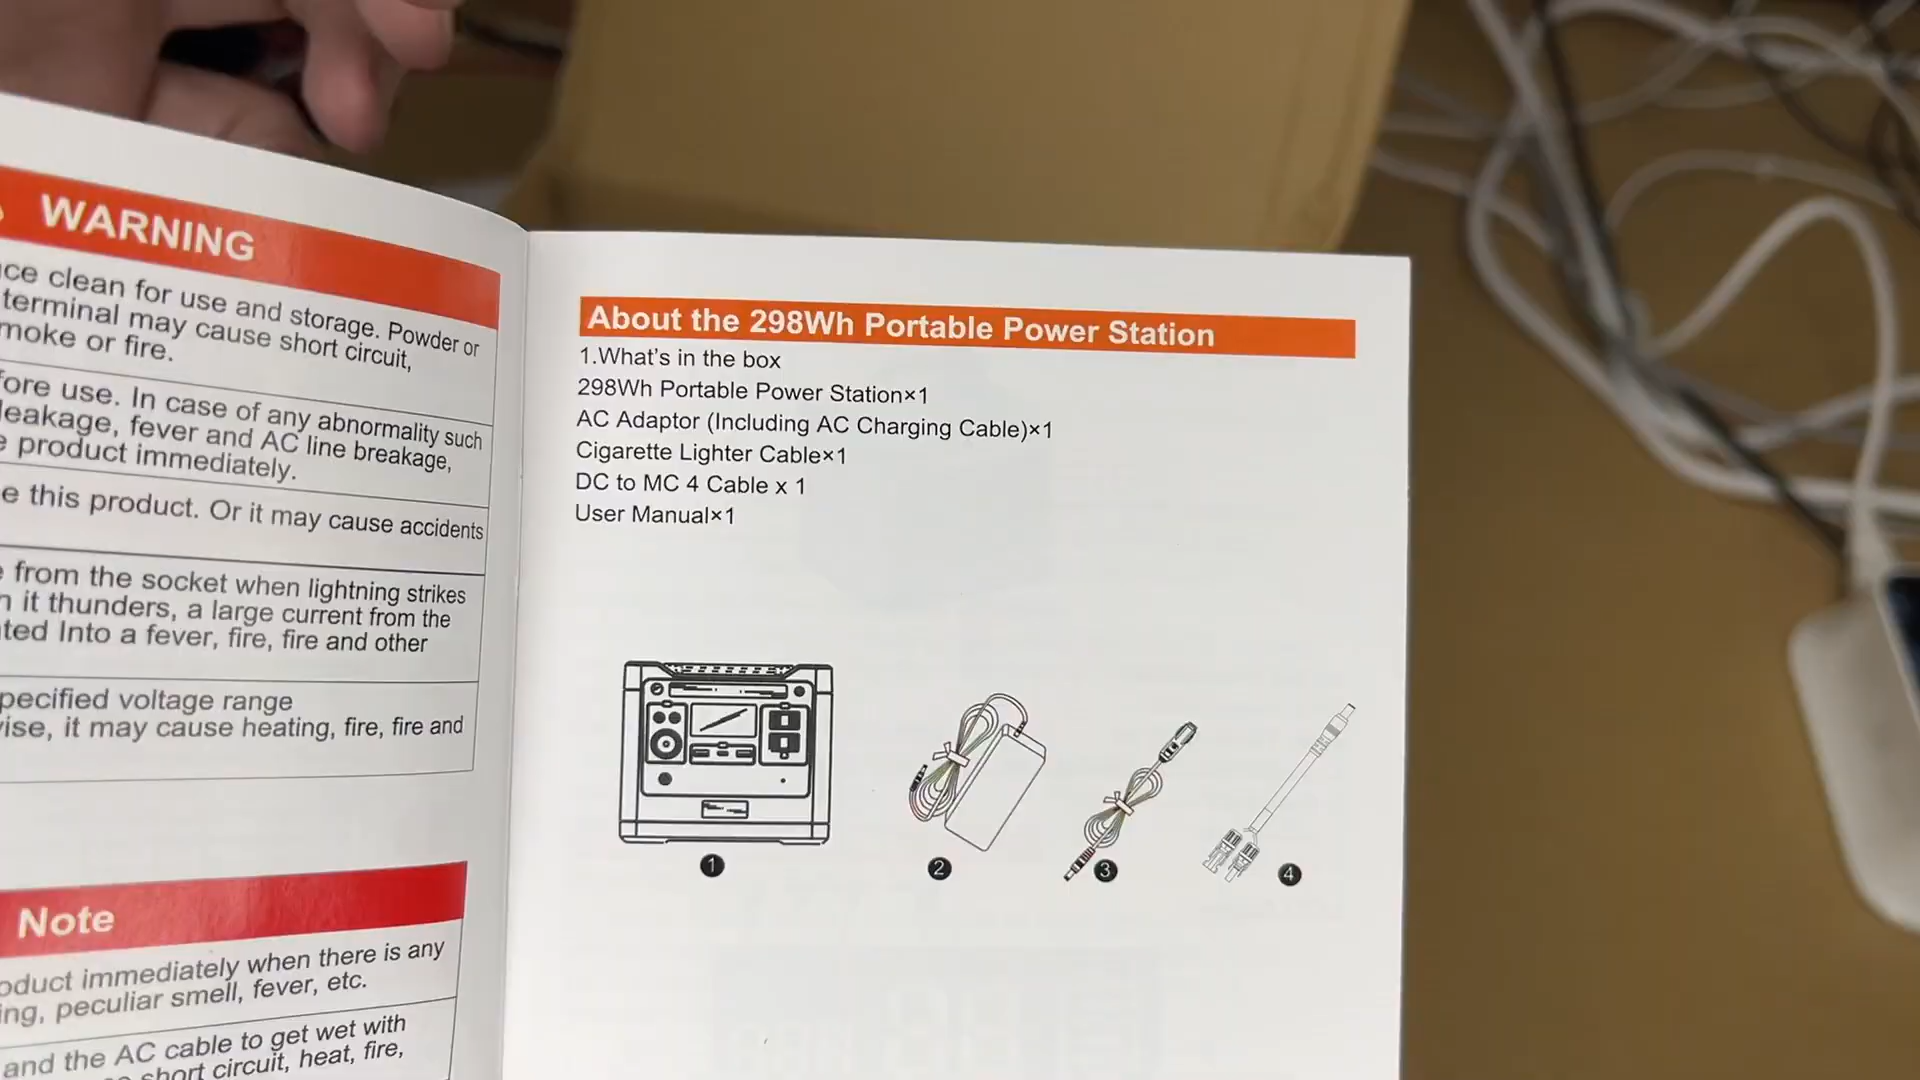 WARNING
ce clean for use and storage. Powder or
terminal may cause short circuit,
moke or fire.
fore use. In case of any abnormality such
leakage, fever and AC line breakage,
e product immediately.
e this product. Or it may cause accidents
from the socket when lightning strikes
n it thunders, a large current from the
ted Into a fever, fire, fire and other
pecified voltage range
vise, it may cause heating, fire, fire and
Note
oduct immediately when there is any
ing, peculiar smell, fever, etc.
and the AC cable to get wet with
short circuit, heat, fire,
About the 298Wh Portable Power Station
1.What's in the box
298Wh Portable Power Station×1
AC Adaptor (Including AC Charging Cable)×1
Cigarette Lighter Cable×1
DC to MC 4 Cable x 1
User Manual×1
1
2
3
4